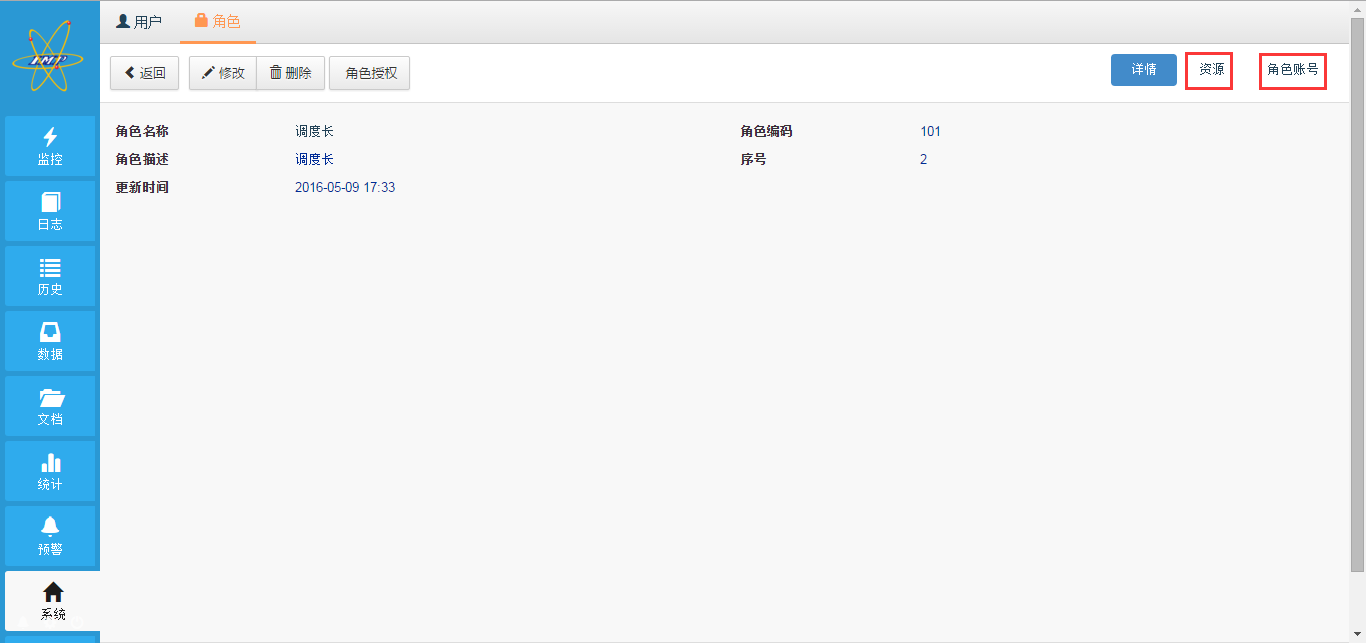 IMP
用户
角色
返回
修改
删除
角色授权
详情
资源
角色账号
角色名称 调度长 角色编码 101
角色描述 调度长 序号 2
更新时间 2016-05-09 17:33
监控
日志
历史
数据
文档
统计
预警
系统